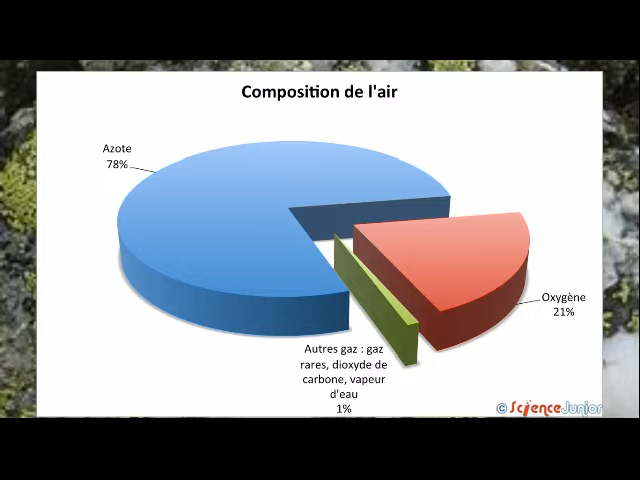 Composition de l'air
Azote
78%
Oxygène
21%
Autres gaz : gaz
rares, dioxyde de
carbone, vapeur
d'eau
1%
© ScienceJunior